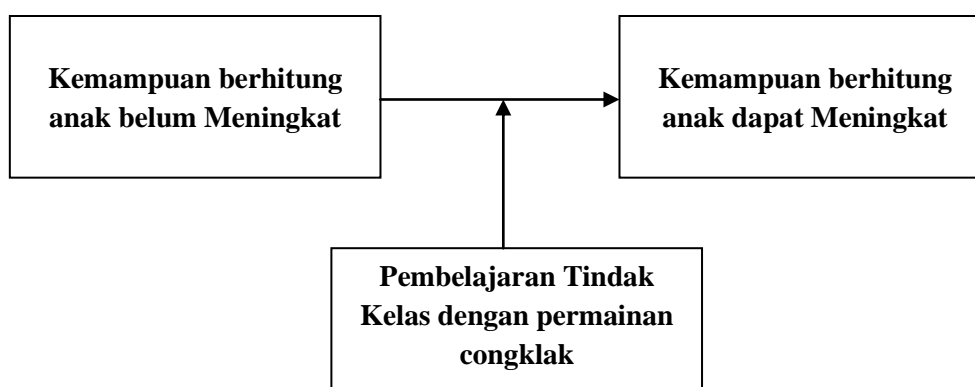 Kemampuan berhitung
anak belum Meningkat
Kemampuan berhitung
anak dapat Meningkat
Pembelajaran Tindak
Kelas dengan permainan
congklak